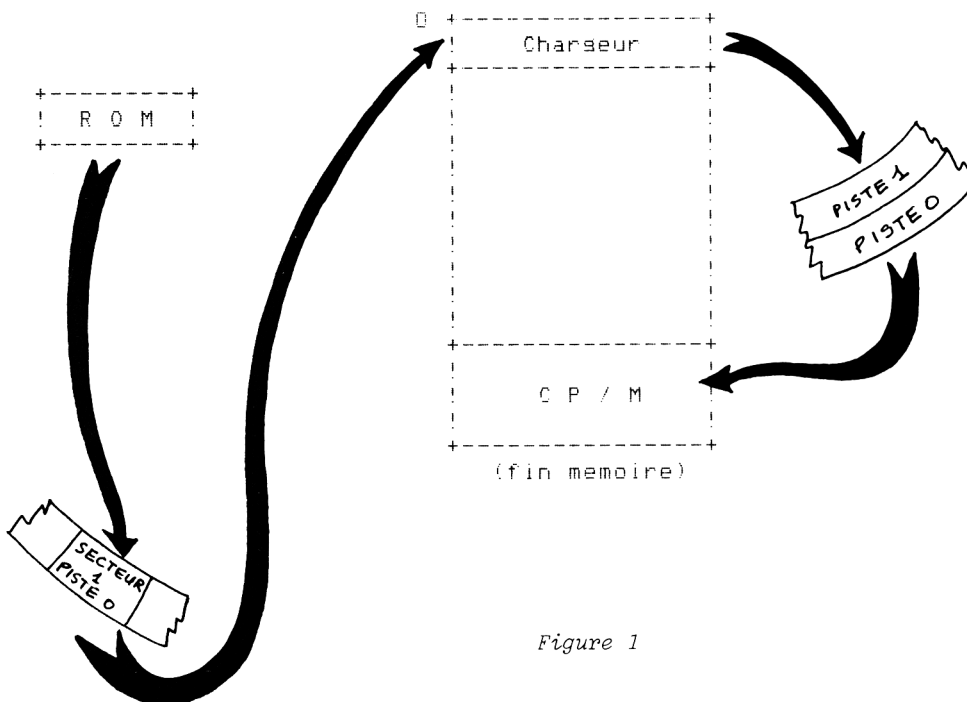 0
Chargeur
R O M
PISTE 1
PISTE 0
C P / M
(fin memoire)
SECTEUR
1
PISTE 0
Figure 1